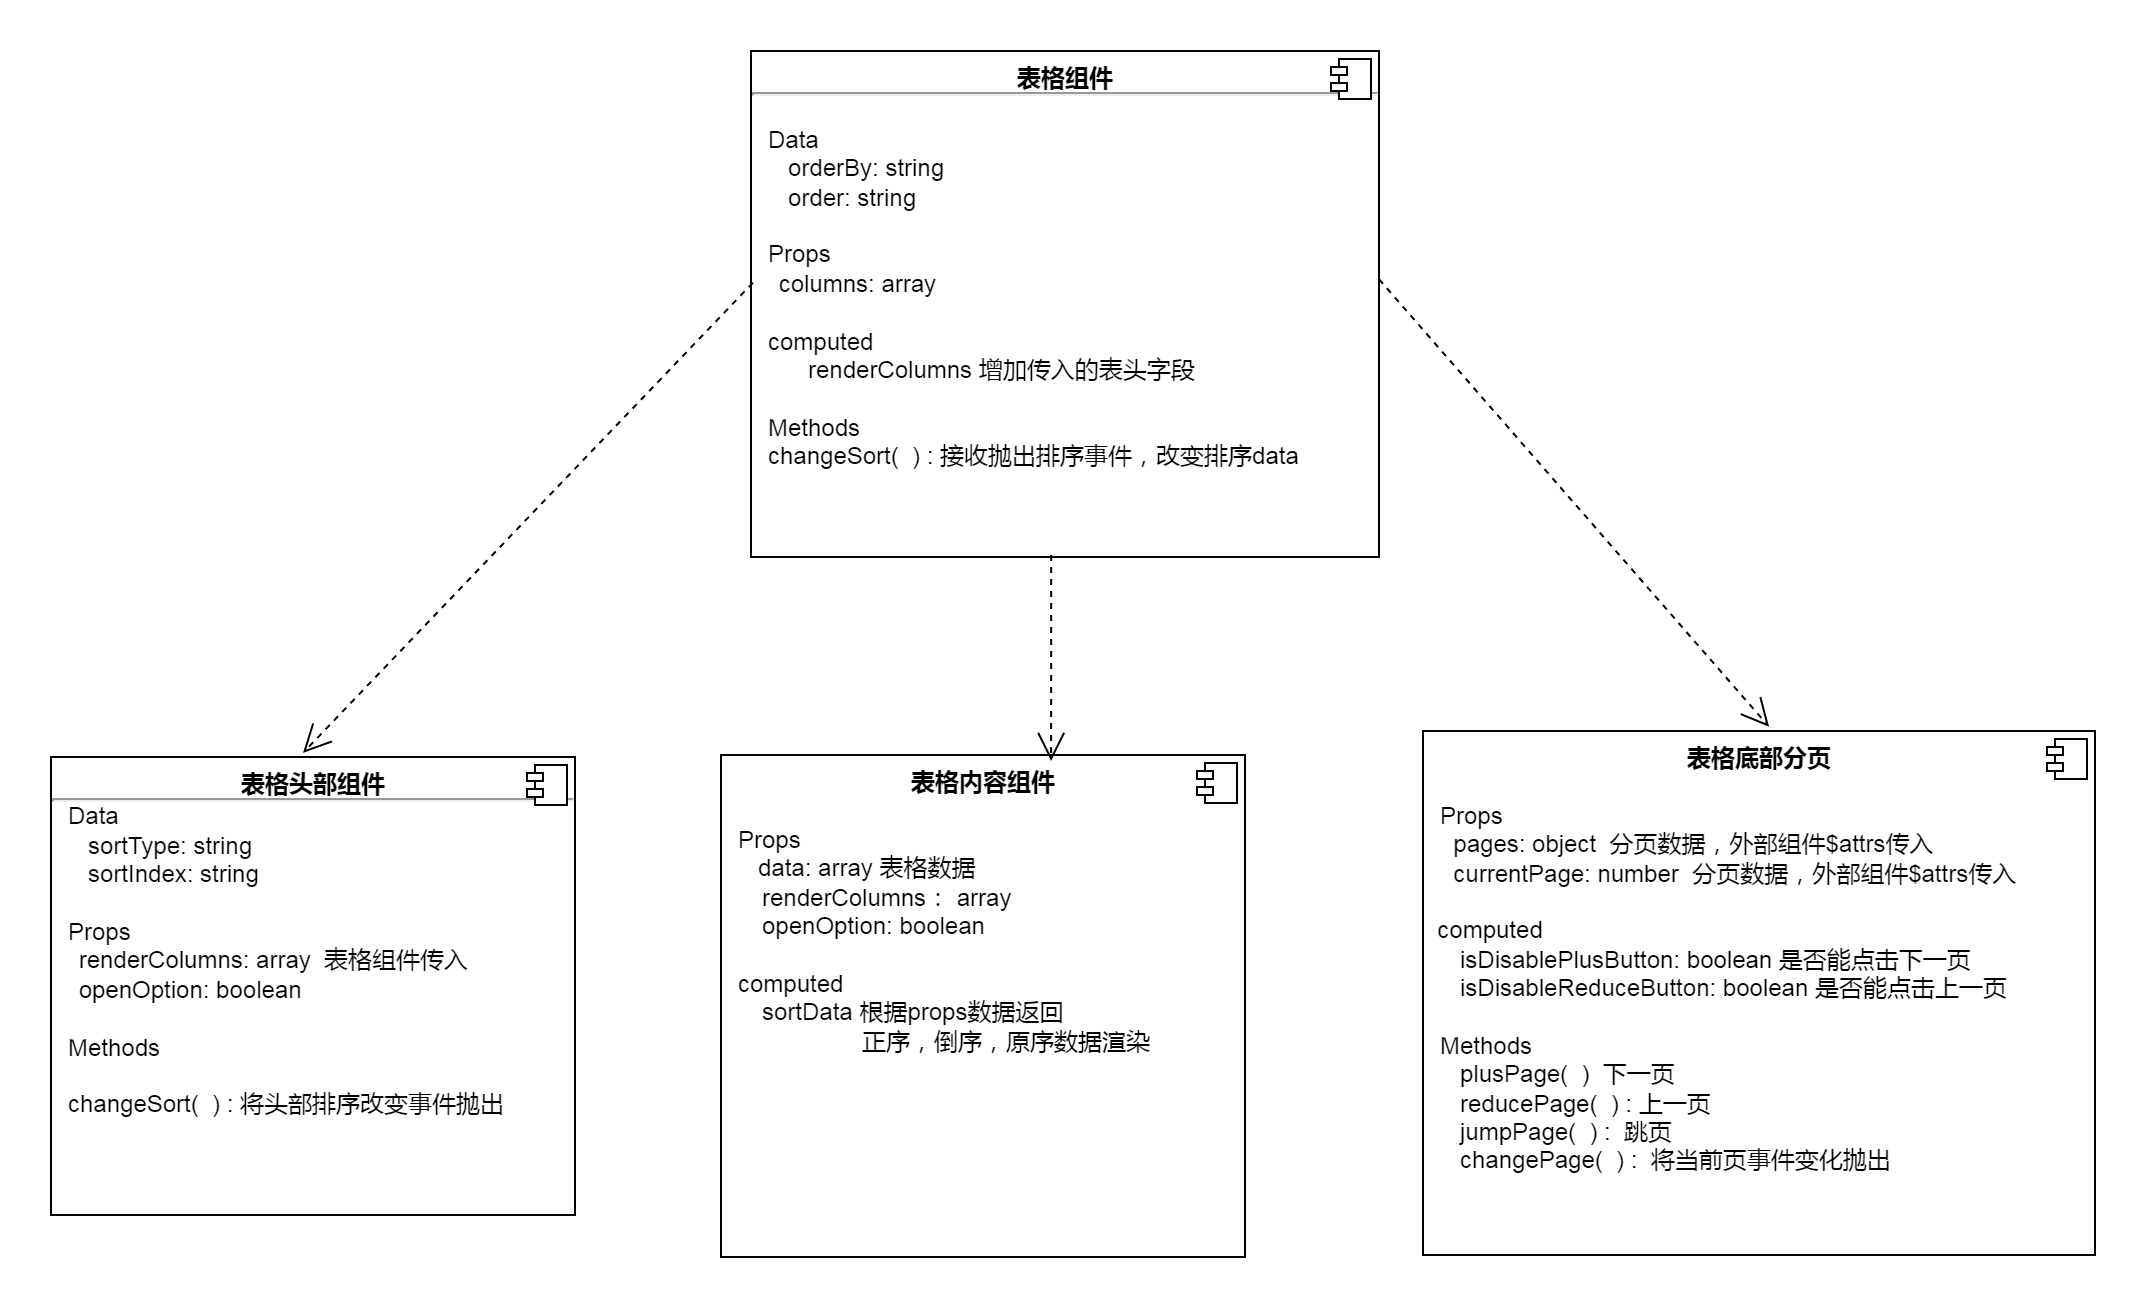 表格组件
Data
orderBy: string
order: string
Props
columns: array
computed
renderColumns 增加传入的表头字段
Methods
changeSort(  ) : 接收抛出排序事件，改变排序data
表格头部组件
Data
sortType: string
sortIndex: string
Props
renderColumns: array  表格组件传入
openOption: boolean
Methods
changeSort(  ) : 将头部排序改变事件抛出
表格内容组件
Props
data: array 表格数据
renderColumns： array
openOption: boolean
computed
sortData 根据props数据返回
正序，倒序，原序数据渲染
表格底部分页
Props
pages: object  分页数据，外部组件$attrs传入
currentPage: number  分页数据，外部组件$attrs传入
computed
isDisablePlusButton: boolean 是否能点击下一页
isDisableReduceButton: boolean 是否能点击上一页
Methods
plusPage(  )  下一页
reducePage(  ) : 上一页
jumpPage(  ) :  跳页
changePage(  ) :  将当前页事件变化抛出